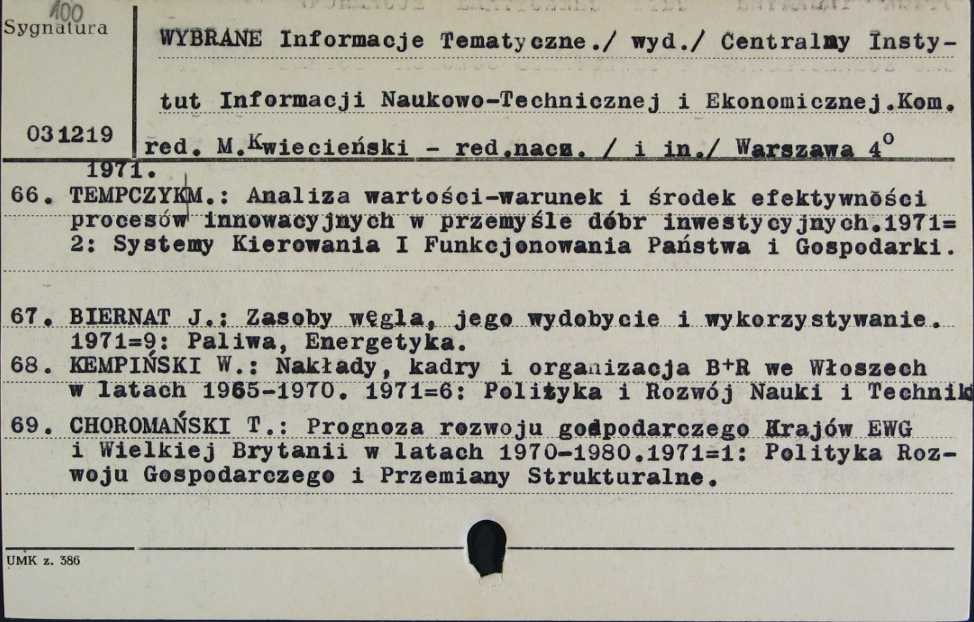 100
Sygnatura
WYBRANE Informacje Tematyczne./ wyd./ Centralny Insty-
tut Informacji Naukowo-Technicznej i Ekonomicznej.Kom.
031219
red. M.Kwiecieński - red.nacz. / i in./ Warszawa 4°
1971.
66. TEMPCZYK M.: Analiza wartości-warunek i środek efektywności
procesów innowacyjnych w przemyśle dóbr inwestycyjnych.1971=
2: Systemy Kierowania I Funkcjonowania Państwa i Gospodarki.
67. BIERNAT J.: Zasoby węgla, jego wydobycie i wykorzystywanie.
1971=9: Paliwa, Energetyka.
68. KEMPIŃSKI W.: Nakłady, kadry i organizacja B+R we Włoszech
w latach 1965-1970. 1971=6: Polityka i Rozwój Nauki i Techniki
69. CHOROMAŃSKI T.: Prognoza rozwoju godpodarczego Krajów EWG
i Wielkiej Brytanii w latach 1970-1980.1971=1: Polityka Roz-
woju Gospodarczego i Przemiany Strukturalne.
UMK z. 386